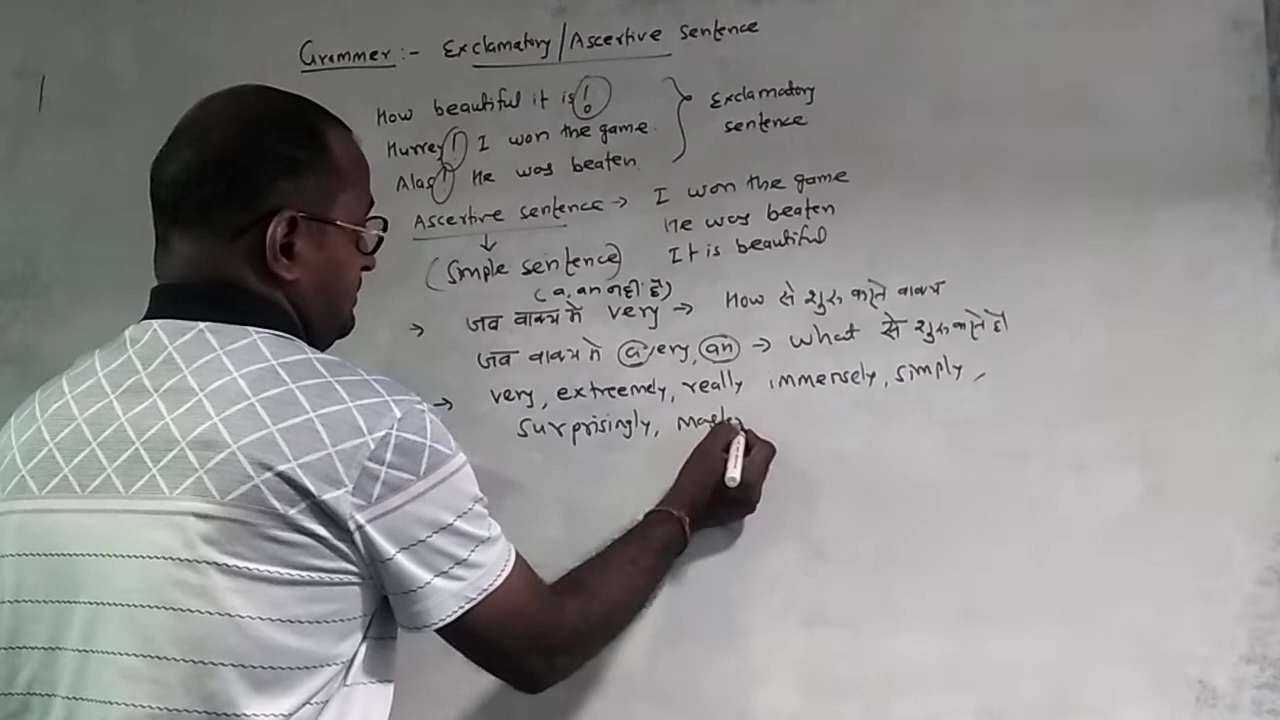 Grammer:- Exclamatory/Ascertive sentence
How beautiful it is!
Hurrey! I won the game.
Alas! He was beaten.
Exclamatory
sentence
Ascertive sentence → I won the game
He was beaten
It is beautiful
↓
(Simple sentence)
(a, an नही है)
→ जब वाक्य मे very → How से शुरु करते वाक्य
जब वाक्य मे a very, an → what से शुरु करते हैं
→ very, extreemely, really immensely, simply,
surprisingly,